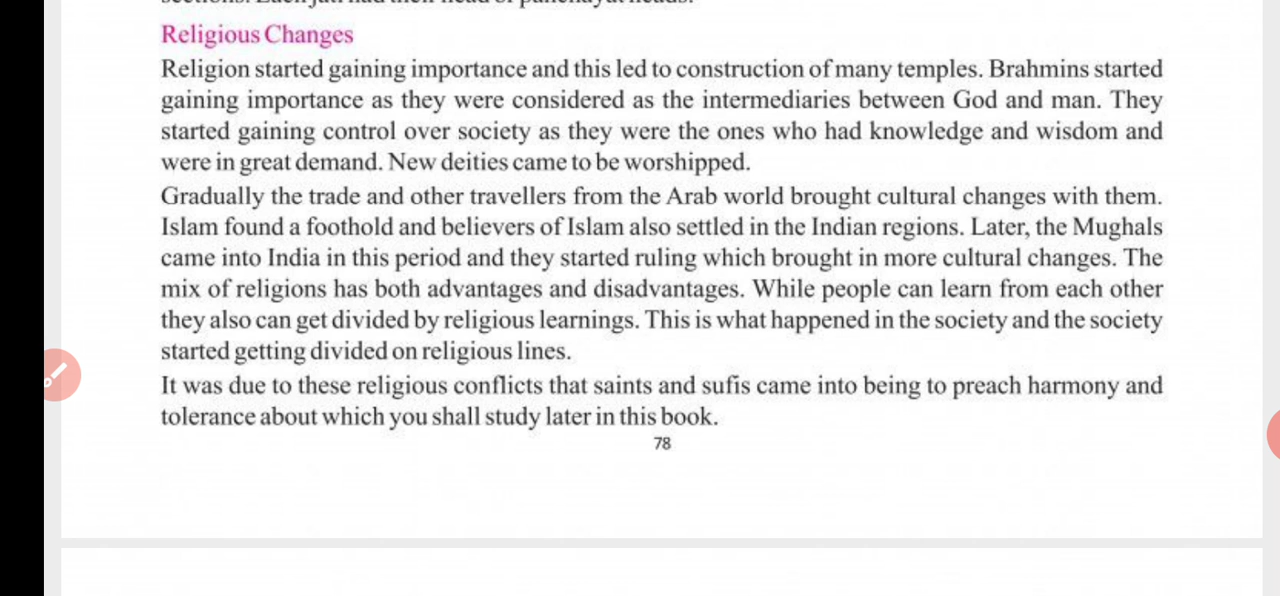 Religious Changes
Religion started gaining importance and this led to construction of many temples. Brahmins started
gaining importance as they were considered as the intermediaries between God and man. They
started gaining control over society as they were the ones who had knowledge and wisdom and
were in great demand. New deities came to be worshipped.
Gradually the trade and other travellers from the Arab world brought cultural changes with them.
Islam found a foothold and believers of Islam also settled in the Indian regions. Later, the Mughals
came into India in this period and they started ruling which brought in more cultural changes. The
mix of religions has both advantages and disadvantages. While people can learn from each other
they also can get divided by religious learnings. This is what happened in the society and the society
started getting divided on religious lines.
It was due to these religious conflicts that saints and sufis came into being to preach harmony and
tolerance about which you shall study later in this book.
78